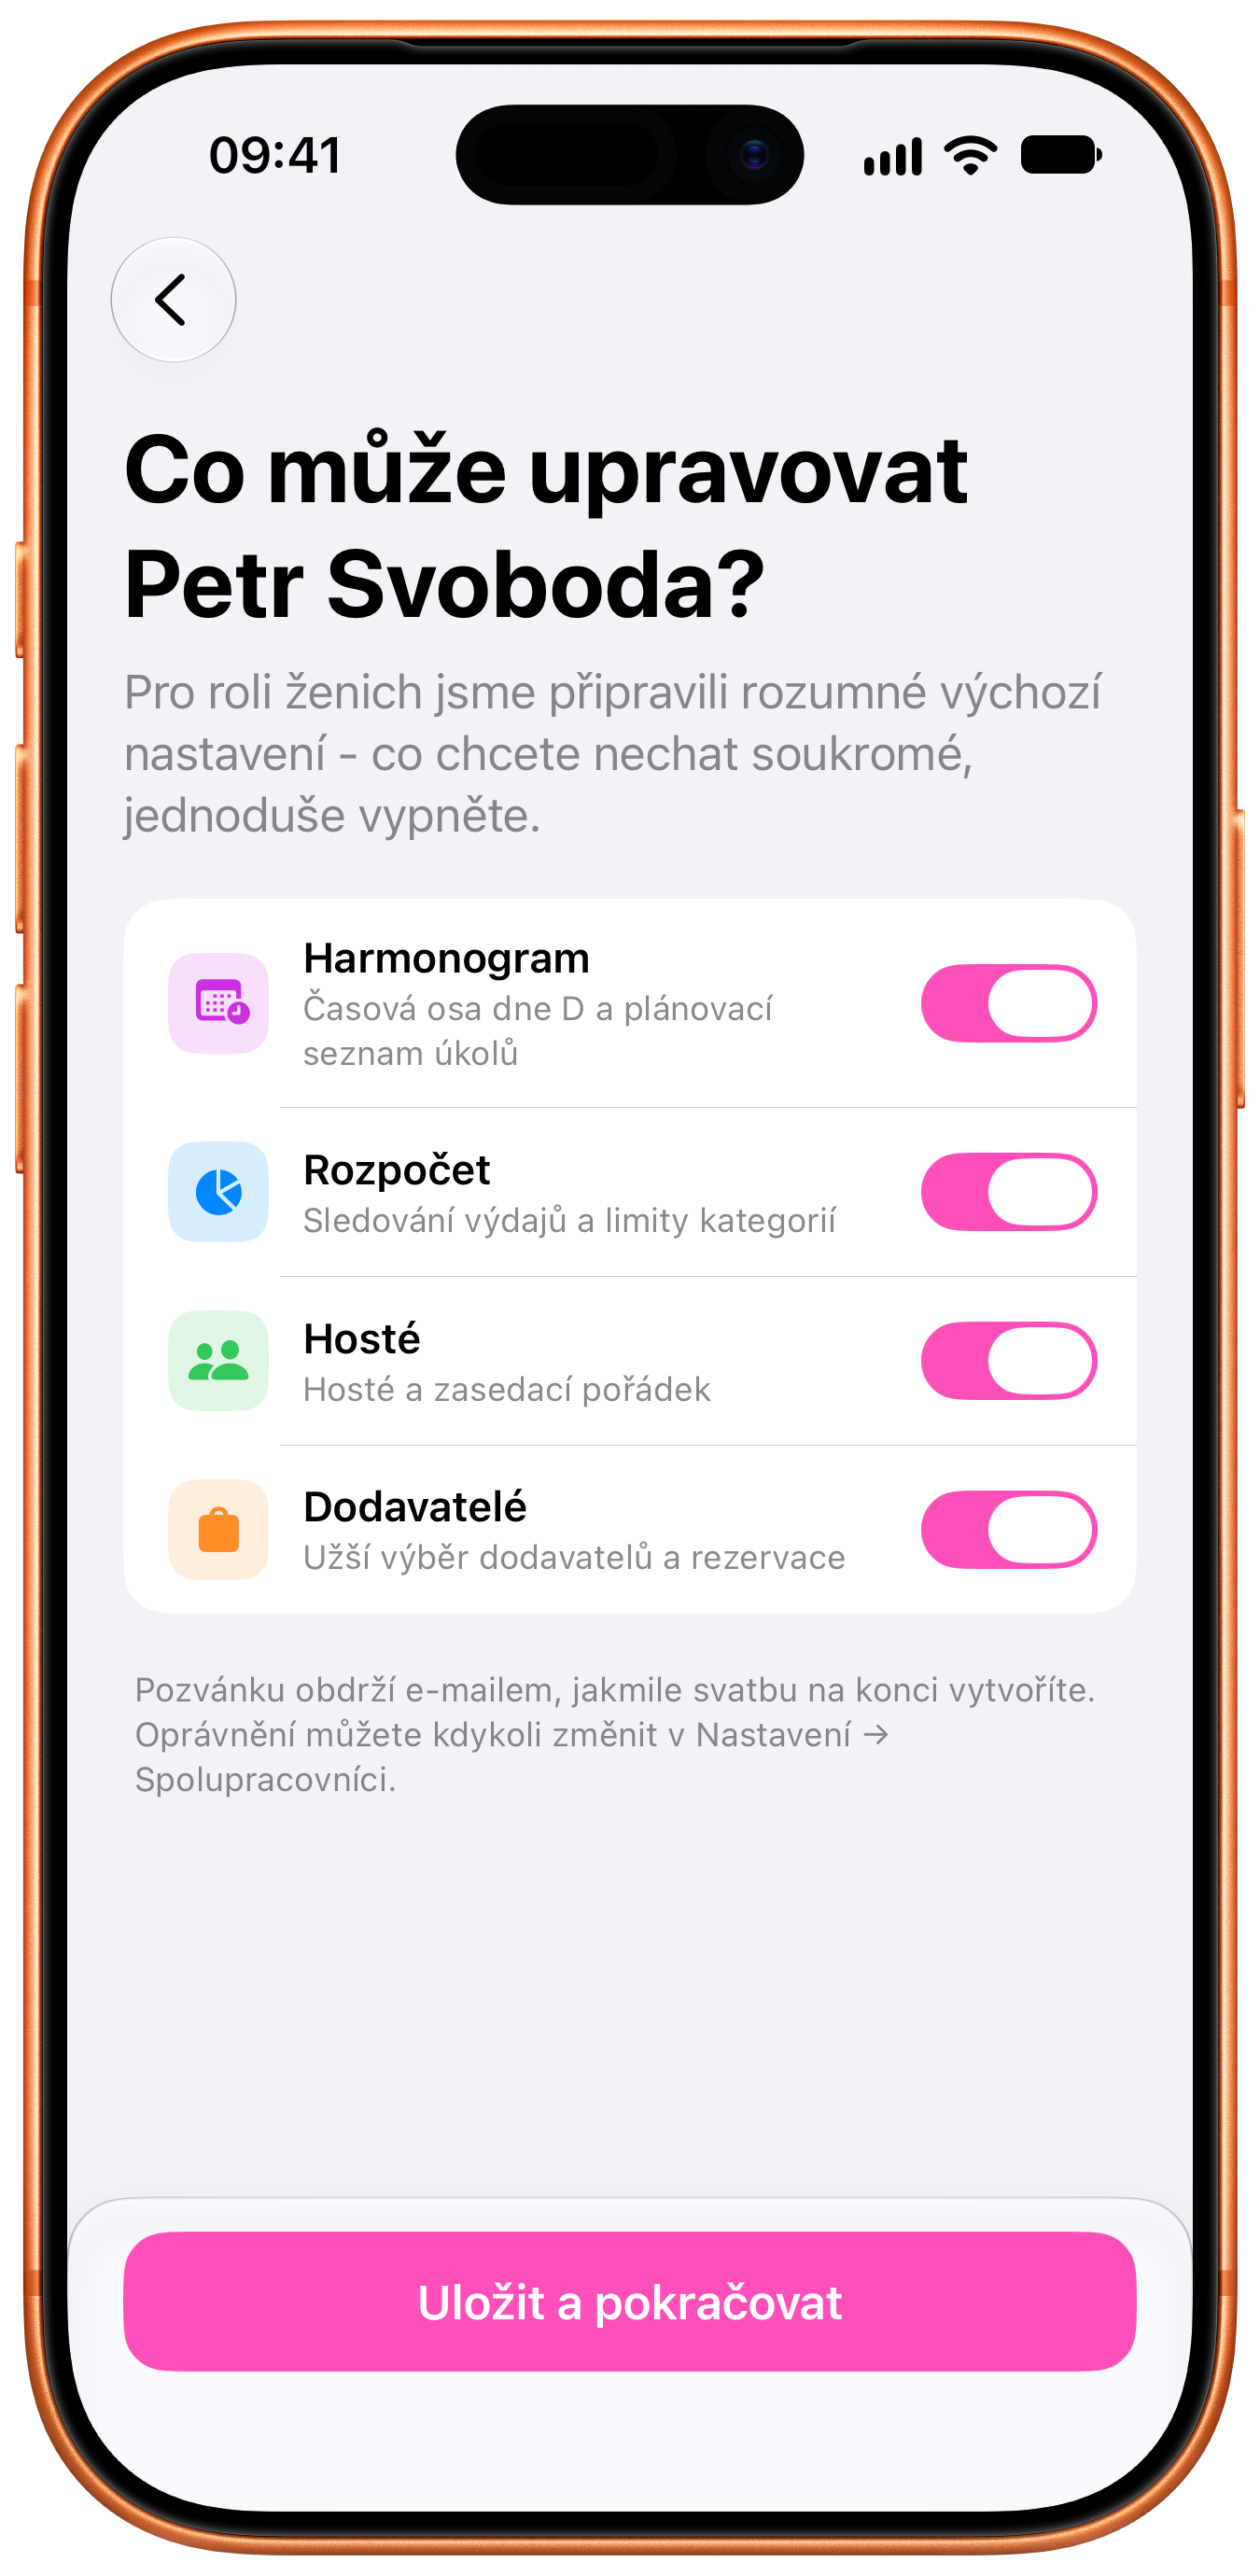 09:41
Co může upravovat
Petr Svoboda?
Pro roli ženich jsme připravili rozumné výchozí
nastavení - co chcete nechat soukromé,
jednoduše vypněte.
Harmonogram
Časová osa dne D a plánovací
seznam úkolů
Rozpočet
Sledování výdajů a limity kategorií
Hosté
Hosté a zasedací pořádek
Dodavatelé
Užší výběr dodavatelů a rezervace
Pozvánku obdrží e-mailem, jakmile svatbu na konci vytvoříte.
Oprávnění můžete kdykoli změnit v Nastavení →
Spolupracovníci.
Uložit a pokračovat